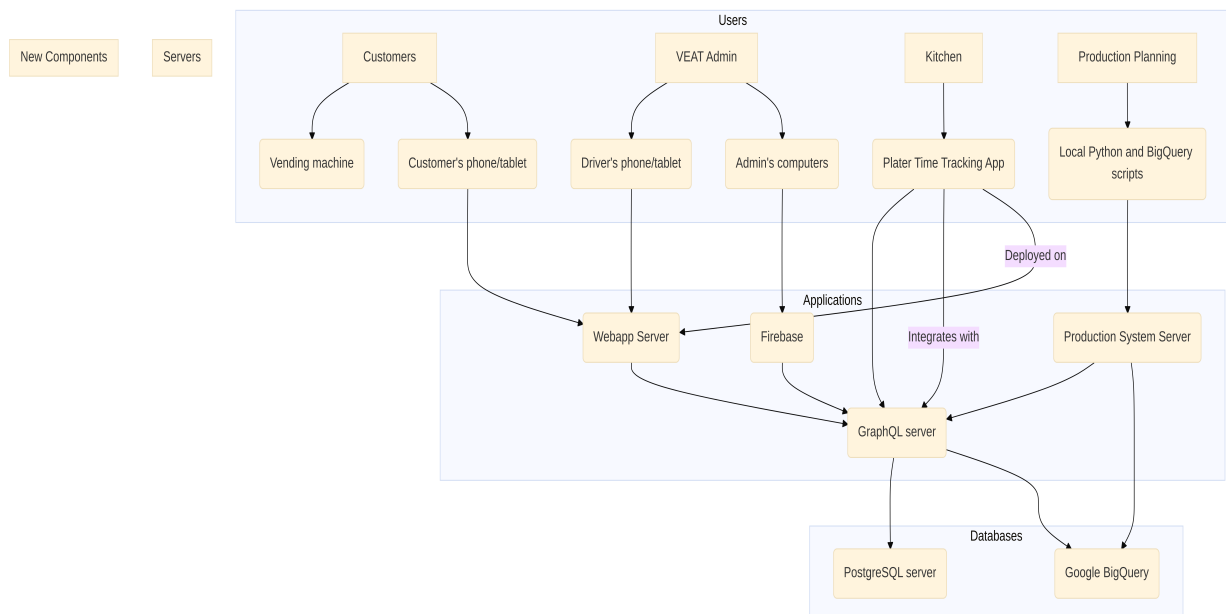 Users
New Components
Servers
Customers
VEAT Admin
Kitchen
Production Planning
Vending machine
Customer's phone/tablet
Driver's phone/tablet
Admin's computers
Plater Time Tracking App
Local Python and BigQuery
scripts
Deployed on
Applications
Webapp Server
Firebase
Integrates with
Production System Server
GraphQL server
Databases
PostgreSQL server
Google BigQuery